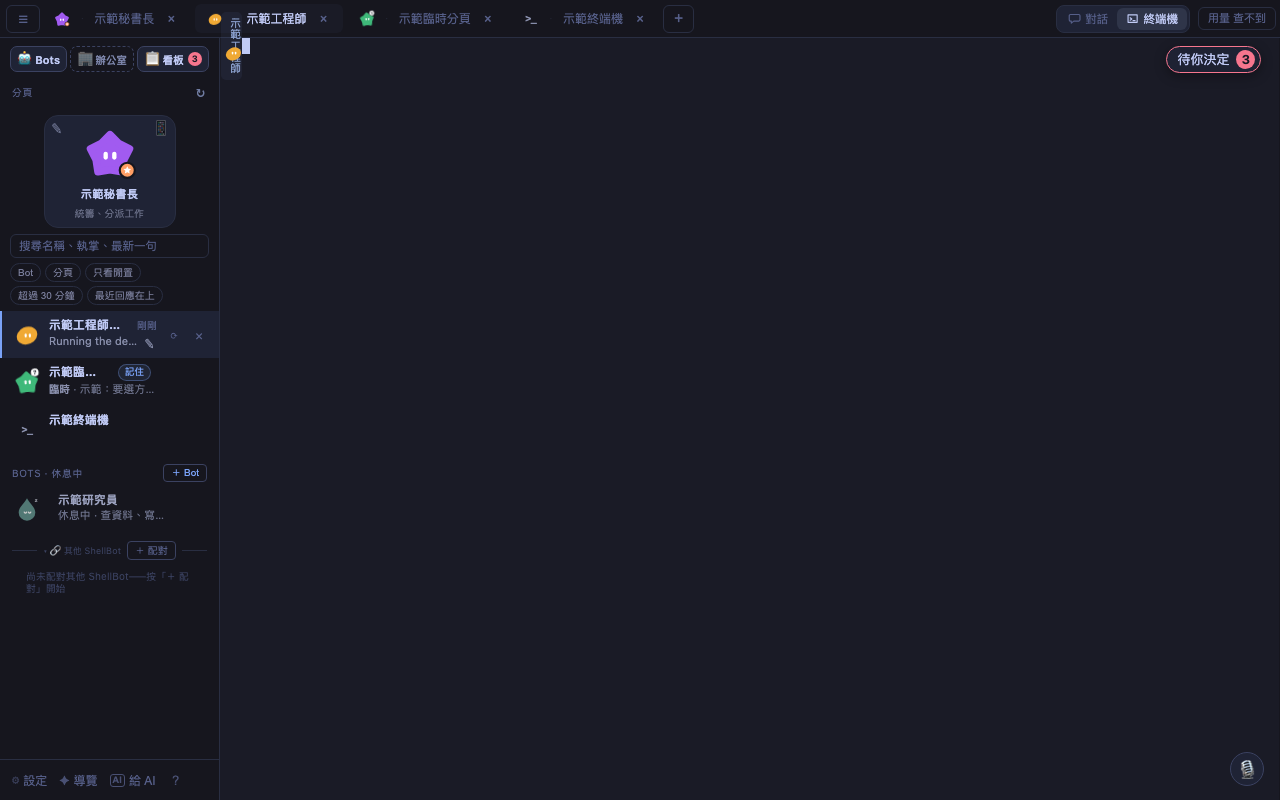 示範秘書長 ×
示範工程師 ×
示範臨時分頁 ×
>_ 示範終端機 ×
+
對話
終端機
用量 查不到
示範工程師
Bots
辦公室
看板 3
待你決定 3
分頁 ↻
示範秘書長
統籌、分派工作
搜尋名稱、執掌、最新一句
Bot 分頁 只看閒置
超過 30 分鐘 最近回應在上
示範工程師... 剛剛
Running the de... ×
示範臨... 記住
臨時 · 示範：要選方...
>_ 示範終端機
BOTS · 休息中 ＋ Bot
示範研究員
休息中 · 查資料、寫...
其他 ShellBot ＋ 配對
尚未配對其他 ShellBot——按「＋ 配
對」開始
設定 導覽 AI 給 AI ?